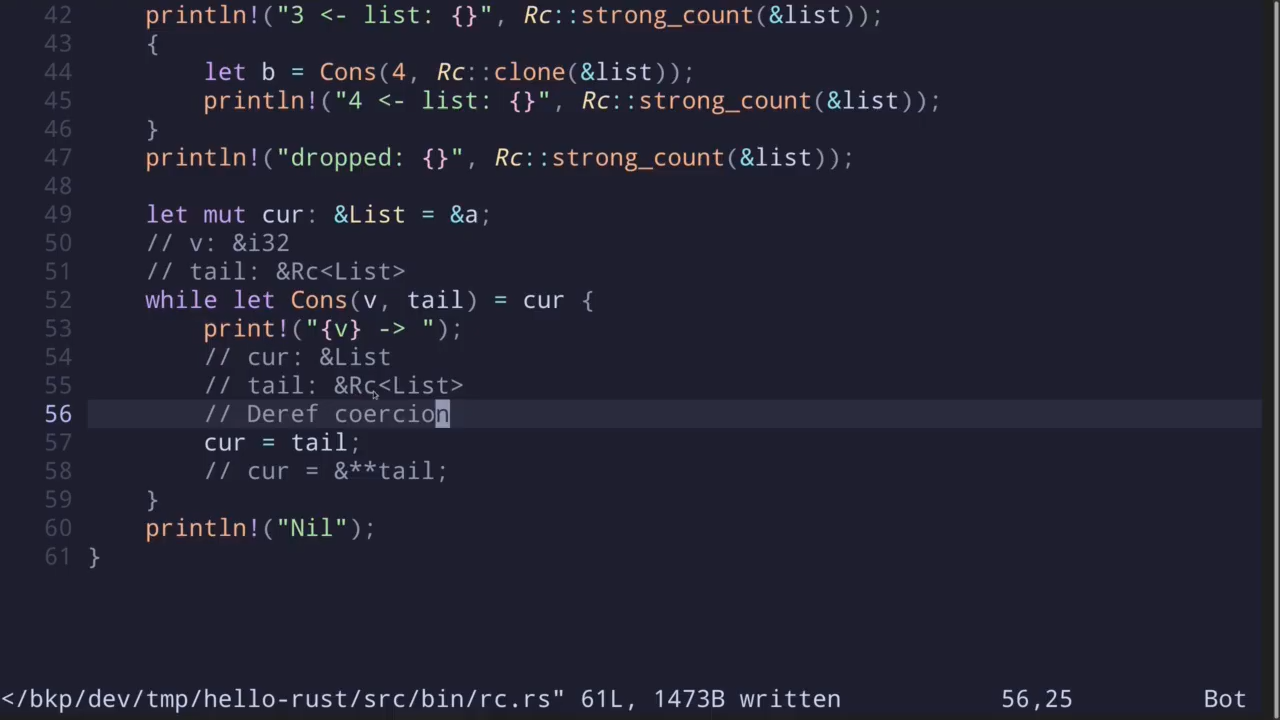 42     println!("3 <- list: {}", Rc::strong_count(&list));
43     {
44         let b = Cons(4, Rc::clone(&list));
45         println!("4 <- list: {}", Rc::strong_count(&list));
46     }
47     println!("dropped: {}", Rc::strong_count(&list));
48
49     let mut cur: &List = &a;
50     // v: &i32
51     // tail: &Rc<List>
52     while let Cons(v, tail) = cur {
53         print!("{v} -> ");
54         // cur: &List
55         // tail: &Rc<List>
56         // Deref coercion
57         cur = tail;
58         // cur = &**tail;
59     }
60     println!("Nil");
61 }
</bkp/dev/tmp/hello-rust/src/bin/rc.rs" 61L, 1473B written 56,25 Bot